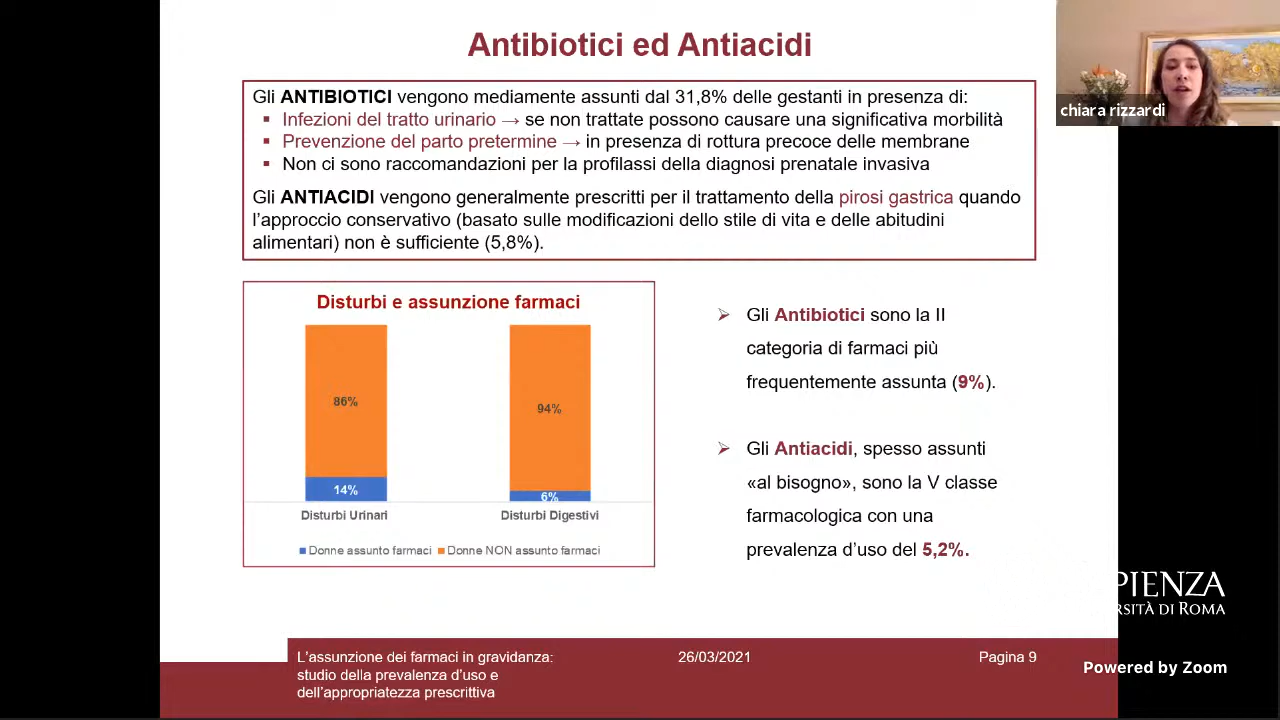 Antibiotici ed Antiacidi
chiara rizzardi
Gli ANTIBIOTICI vengono mediamente assunti dal 31,8% delle gestanti in presenza di:
▪ Infezioni del tratto urinario → se non trattate possono causare una significativa morbilità
▪ Prevenzione del parto pretermine → in presenza di rottura precoce delle membrane
▪ Non ci sono raccomandazioni per la profilassi della diagnosi prenatale invasiva
Gli ANTIACIDI vengono generalmente prescritti per il trattamento della pirosi gastrica quando
l'approccio conservativo (basato sulle modificazioni dello stile di vita e delle abitudini
alimentari) non è sufficiente (5,8%).
Disturbi e assunzione farmaci
86%
94%
14%
6%
Disturbi Urinari
Disturbi Digestivi
Donne assunto farmaci
Donne NON assunto farmaci
Gli Antibiotici sono la II
categoria di farmaci più
frequentemente assunta (9%).
Gli Antiacidi, spesso assunti
«al bisogno», sono la V classe
farmacologica con una
prevalenza d'uso del 5,2%.
PIENZA
RSITÀ DI ROMA
L'assunzione dei farmaci in gravidanza:
studio della prevalenza d'uso e
dell'appropriatezza prescrittiva
26/03/2021
Pagina 9
Powered by Zoom